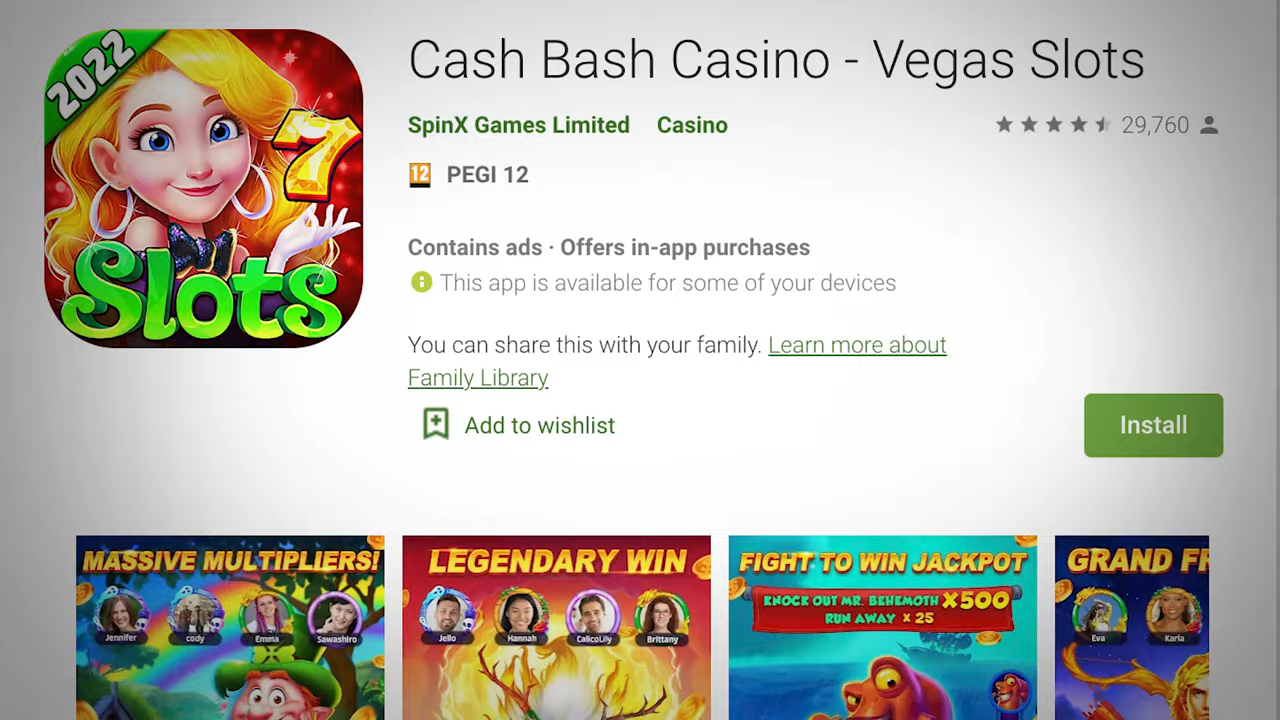 2022
7
Slots
Cash Bash Casino - Vegas Slots
SpinX Games Limited Casino
29,760
12 PEGI 12
Contains ads · Offers in-app purchases
This app is available for some of your devices
You can share this with your family. Learn more about
Family Library
Add to wishlist
Install
MASSIVE MULTIPLIERS!
Jennifer cody Emma Sawashiro
LEGENDARY WIN
Jello Hannah CalicoLily Brittany
FIGHT TO WIN JACKPOT
KNOCK OUT MR. BEHEMOTH X500
RUN AWAY X 25
GRAND FR
Eva Karla